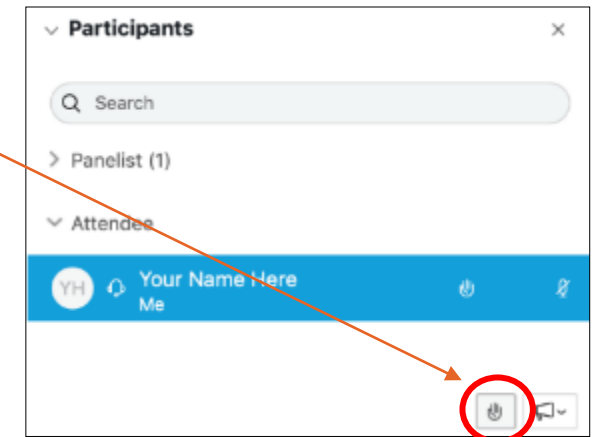 Participants
Search
Panelist (1)
Attendee
YH
Your Name Here
Me